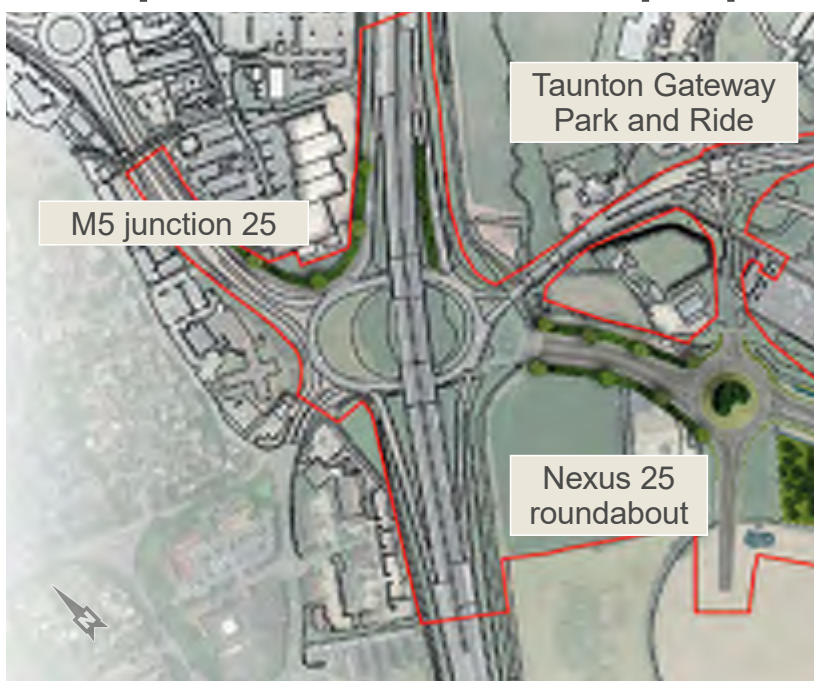 Taunton Gateway
Park and Ride
M5 junction 25
Nexus 25
roundabout
N